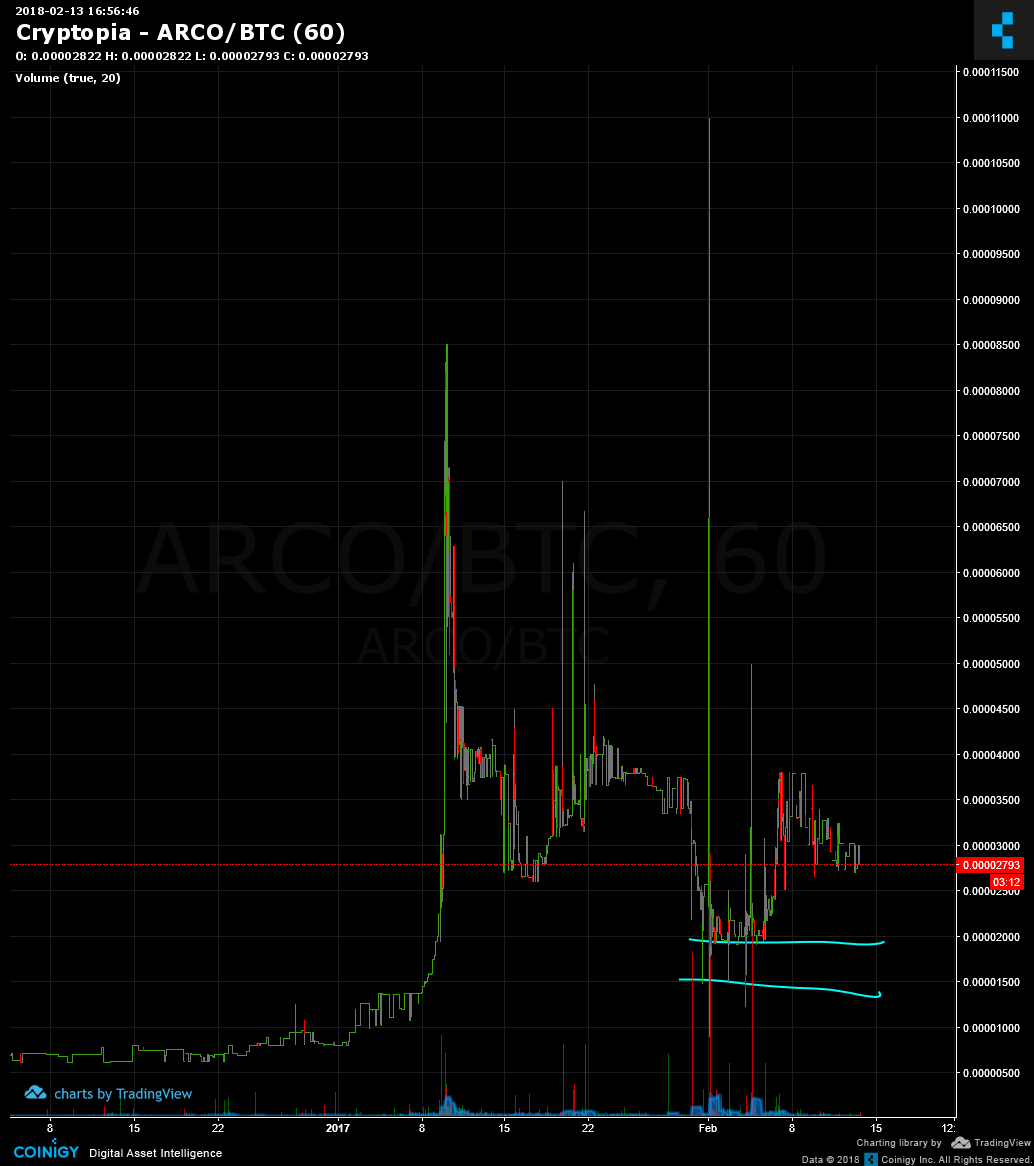 2018-02-13 16:56:46
Cryptopia - ARCO/BTC (60)
O: 0.00002822 H: 0.00002822 L: 0.00002793 C: 0.00002793
Volume (true, 20)
0.00011500
0.00011000
0.00010500
0.00010000
0.00009500
0.00009000
0.00008500
0.00008000
0.00007500
0.00007000
0.00006500
ARCO/BTC, 60
0.00006000
0.00005500
ARCO/BTC
0.00005000
0.00004500
0.00004000
0.00003500
0.00003000
0.00002793
03:12
0.00002500
0.00002000
0.00001500
0.00001000
0.00000500
charts by TradingView
8 15 22 2017 8 15 22 Feb 8 15 12:
COINIGY Digital Asset Intelligence
Charting library by TradingView
Data © 2018 Coinigy Inc. All Rights Reserved.